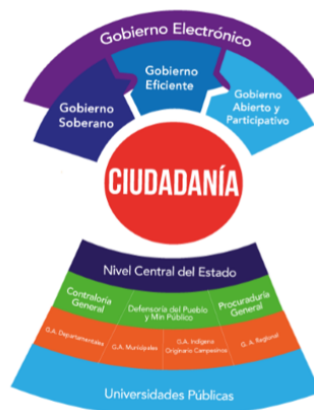 Gobierno Electrónico
Gobierno
Soberano
Gobierno
Eficiente
Gobierno
Abierto y
Participativo
CIUDADANÍA
Nivel Central del Estado
Contraloría
General
Defensoría del Pueblo
y Min Público
Procuraduría
General
G.A. Departamentales
G.A. Municipales
G.A. Indígena
Originario Campesinos
G. A. Regional
Universidades Públicas